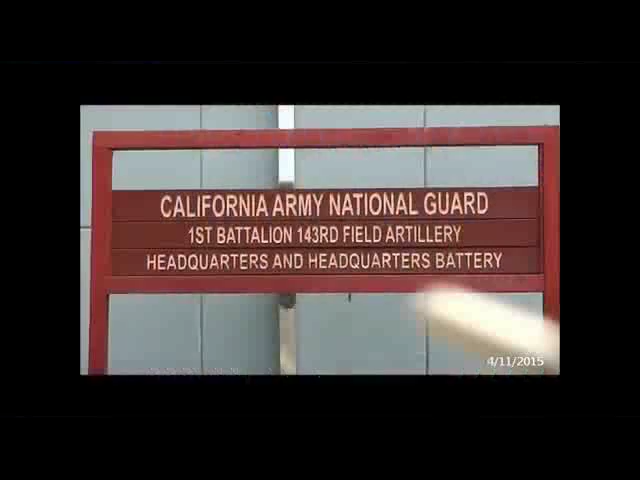 CALIFORNIA ARMY NATIONAL GUARD
1ST BATTALION 143RD FIELD ARTILLERY
HEADQUARTERS AND HEADQUARTERS BATTERY
4/11/2015